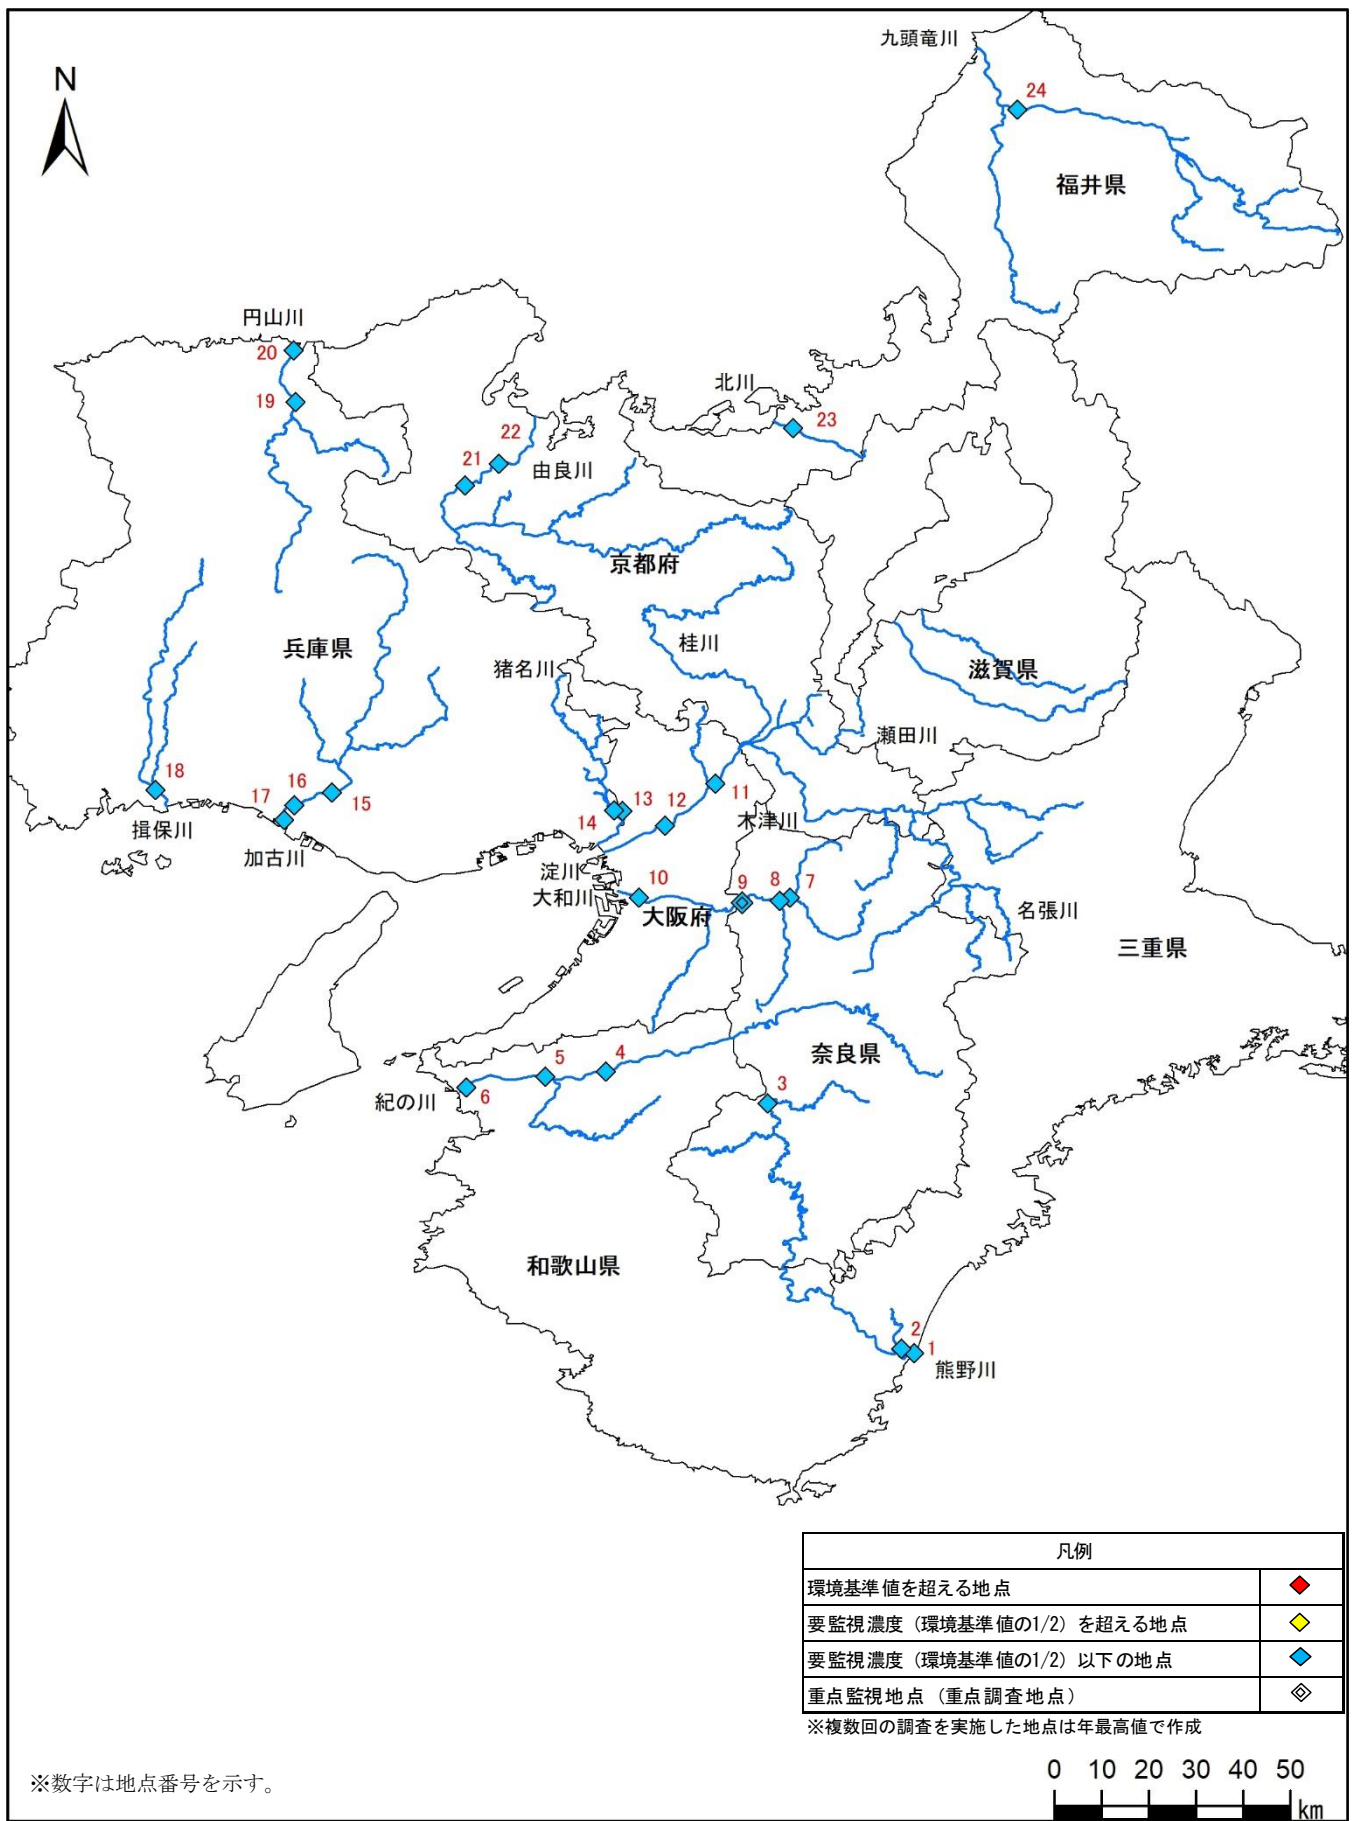 九頭竜川
N
24
福井県
円山川
20
北川
19
23
22
21
由良川
京都府
兵庫県
桂川
猪名川
滋賀県
瀬田川
18
16
17
15
13
12
11
14
木津川
揖保川
加古川
淀川
大和川
10
9
8
7
大阪府
名張川
三重県
奈良県
5
4
3
6
紀の川
和歌山県
2
1
熊野川
凡例
環境基準値を超える地点
要監視濃度（環境基準値の1/2）を超える地点
要監視濃度（環境基準値の1/2）以下の地点
重点監視地点（重点調査地点）
※複数回の調査を実施した地点は年最高値で作成
※数字は地点番号を示す。
0 10 20 30 40 50
km